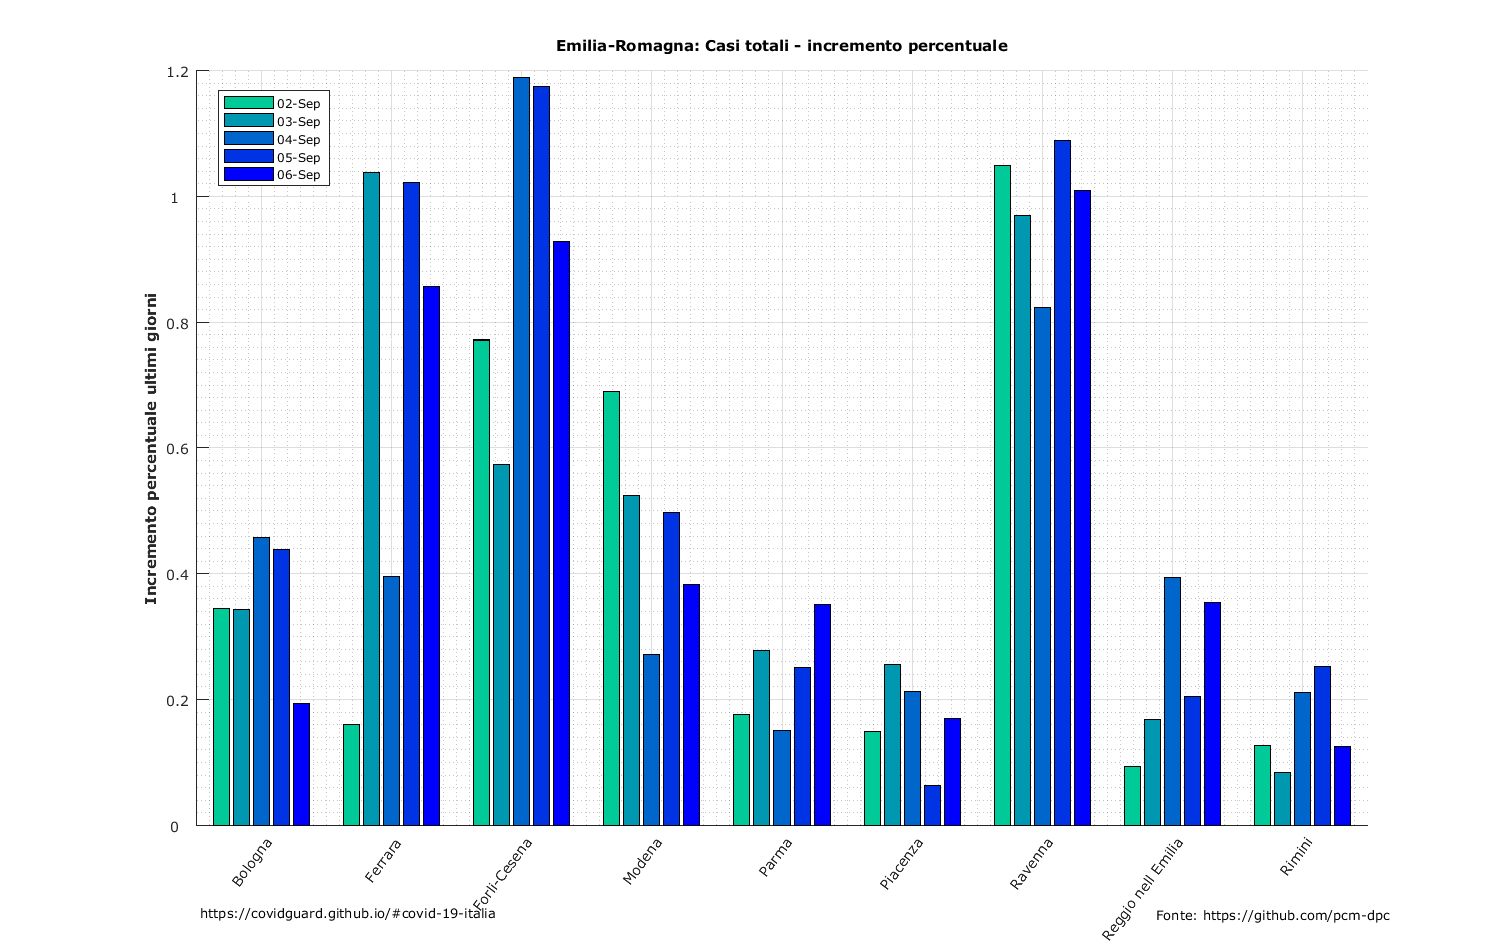 Emilia-Romagna: Casi totali - incremento percentuale
Incremento percentuale ultimi giorni
1.2
1
0.8
0.6
0.4
0.2
0
02-Sep
03-Sep
04-Sep
05-Sep
06-Sep
Bologna
Ferrara
Forlì-Cesena
Modena
Parma
Piacenza
Ravenna
Reggio nell Emilia
Rimini
https://covidguard.github.io/#covid-19-italia
Fonte: https://github.com/pcm-dpc